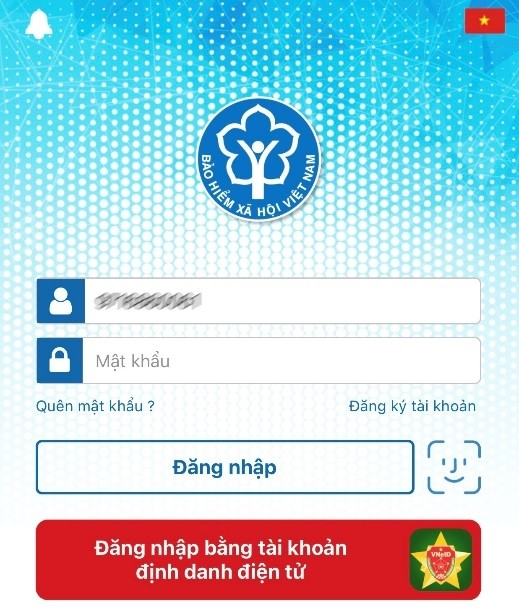 BẢO HIỂM XÃ HỘI VIỆT NAM
Mật khẩu
Quên mật khẩu ?
Đăng ký tài khoản
Đăng nhập
Đăng nhập bằng tài khoản
định danh điện tử
VNeID